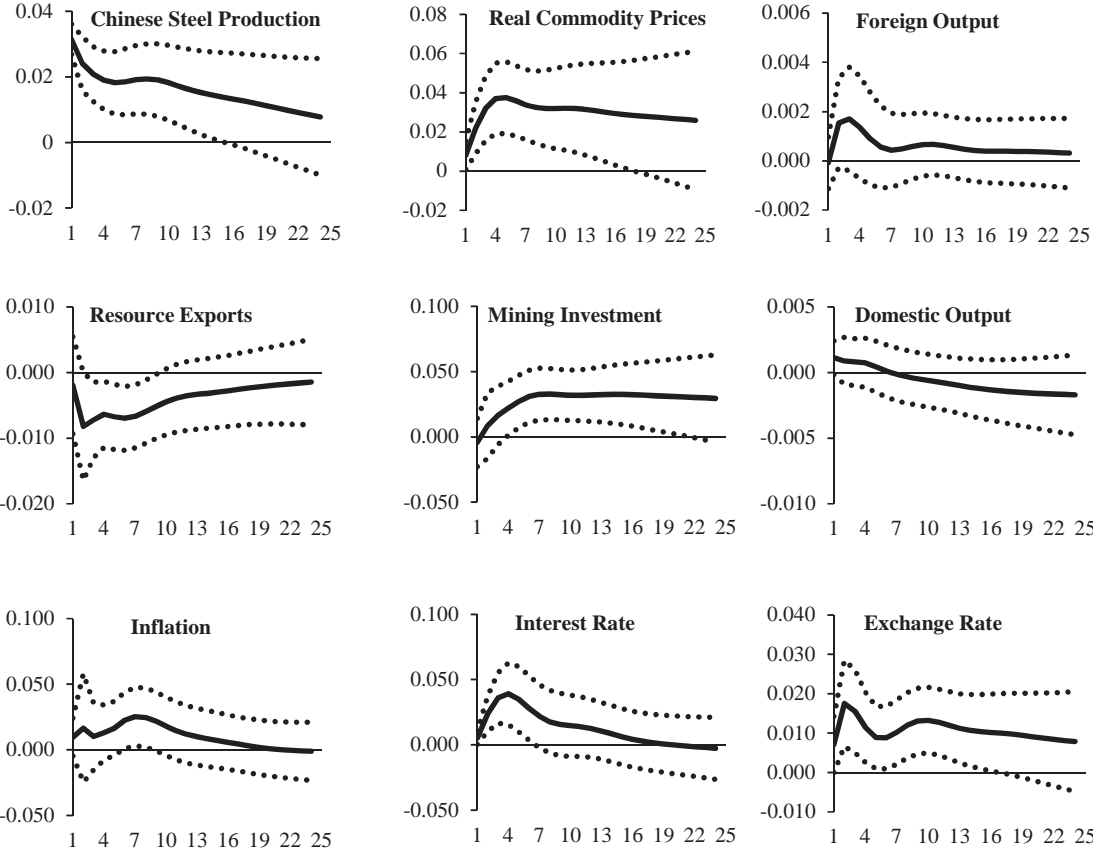 Chinese Steel Production
0.04
0.02
0
-0.02
1 4 7 10 13 16 19 22 25
Real Commodity Prices
0.08
0.06
0.04
0.02
0
-0.02
1 4 7 10 13 16 19 22 25
Foreign Output
0.006
0.004
0.002
0.000
-0.002
1 4 7 10 13 16 19 22 25
Resource Exports
0.010
0.000
-0.010
-0.020
1 4 7 10 13 16 19 22 25
Mining Investment
0.100
0.050
0.000
-0.050
1 4 7 10 13 16 19 22 25
Domestic Output
0.005
0.000
-0.005
-0.010
1 4 7 10 13 16 19 22 25
Inflation
0.100
0.050
0.000
-0.050
1 4 7 10 13 16 19 22 25
Interest Rate
0.100
0.050
0.000
-0.050
1 4 7 10 13 16 19 22 25
Exchange Rate
0.040
0.030
0.020
0.010
0.000
-0.010
1 4 7 10 13 16 19 22 25